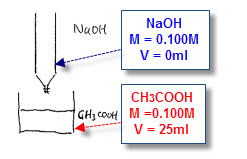 NaOH
NaOH
M = 0.100M
V = 0ml
CH3COOH
CH3COOH
M =0.100M
V = 25ml